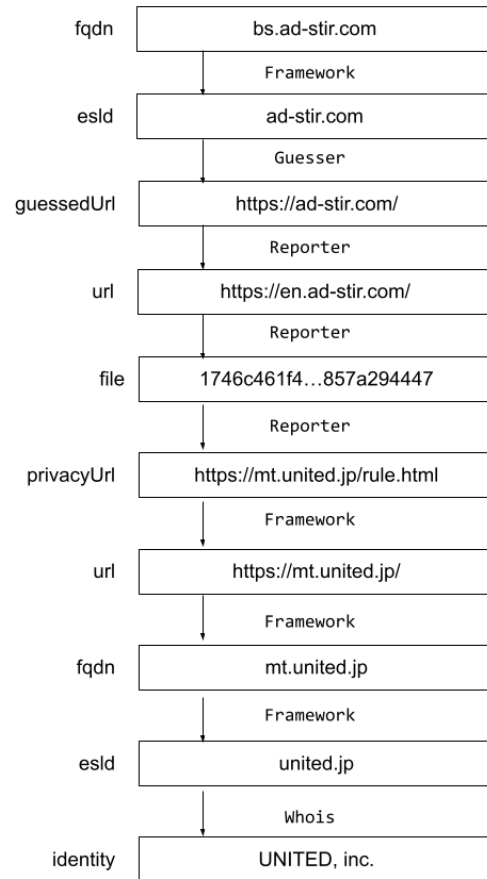 fqdn bs.ad-stir.com
Framework
esld ad-stir.com
Guesser
guessedUrl https://ad-stir.com/
Reporter
url https://en.ad-stir.com/
Reporter
file 1746c461f4…857a294447
Reporter
privacyUrl https://mt.united.jp/rule.html
Framework
url https://mt.united.jp/
Framework
fqdn mt.united.jp
Framework
esld united.jp
Whois
identity UNITED, inc.